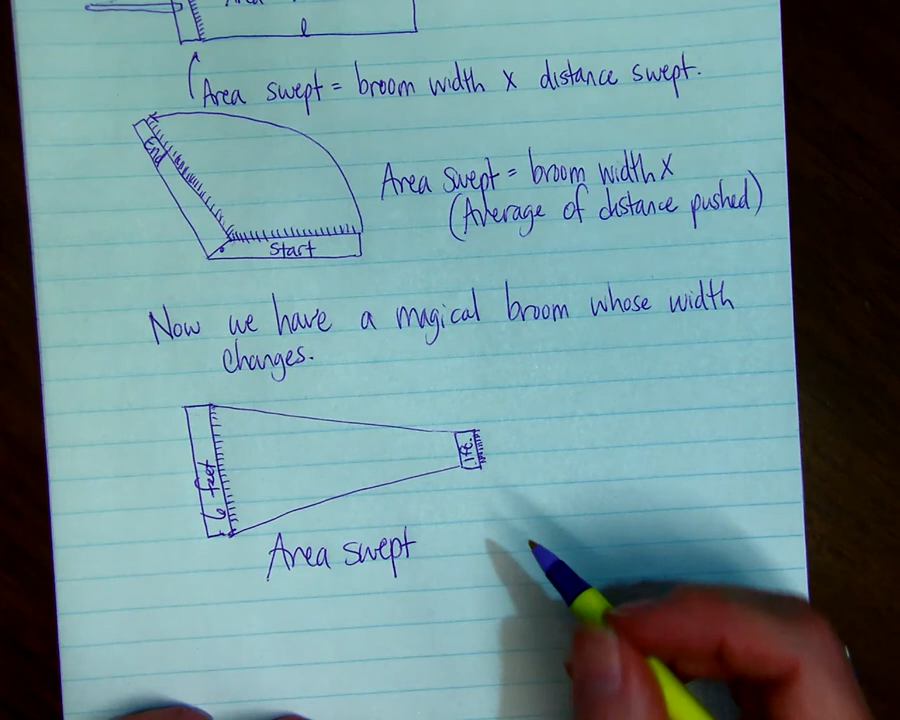 l
Area swept = broom width x distance swept.
End
Start
Area swept = broom width x
(Average of distance pushed)
Now we have a magical broom whose width
changes.
6 feet
1 ft.
Area swept